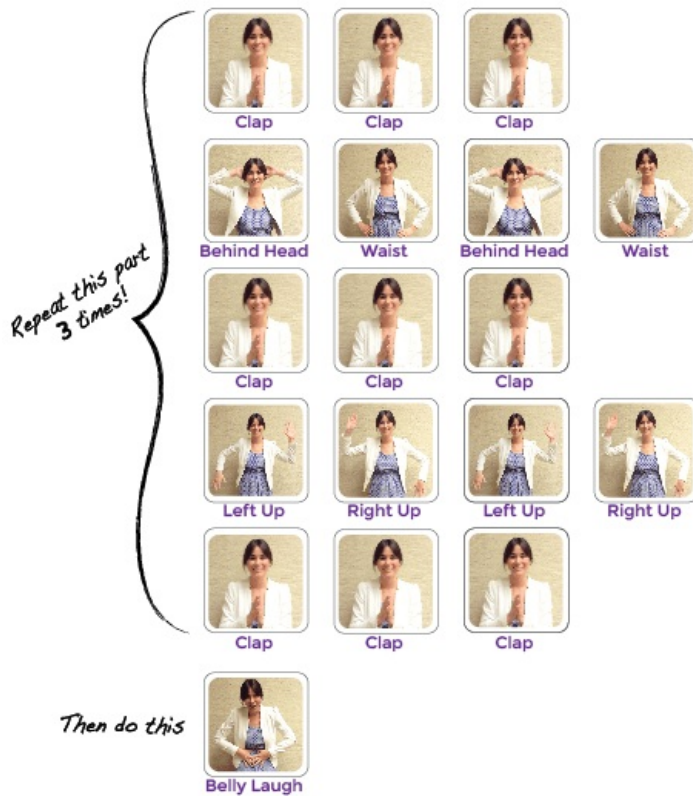 Clap Clap Clap
Behind Head Waist Behind Head Waist
Repeat this part
3 times!
Clap Clap Clap
Left Up Right Up Left Up Right Up
Clap Clap Clap
Then do this
Belly Laugh